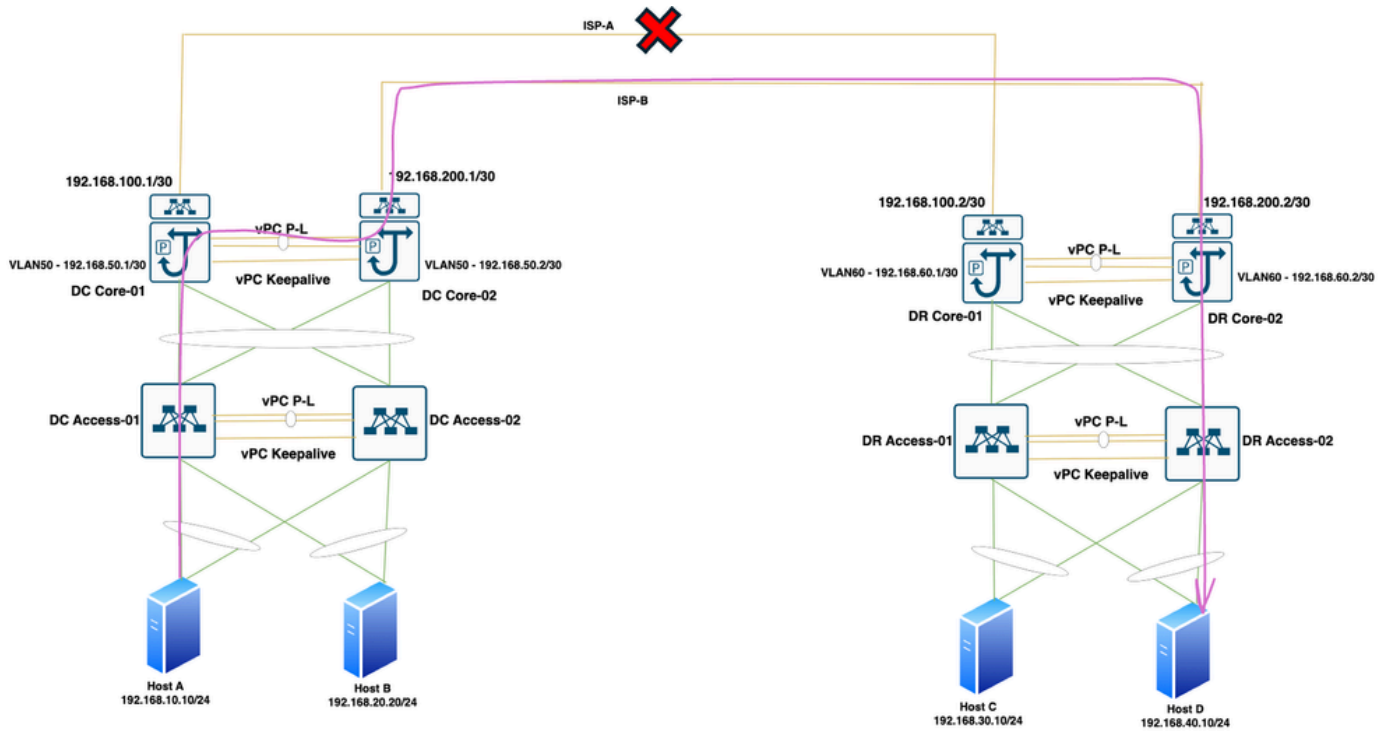 ISP-A
ISP-B
192.168.100.1/30
192.168.200.1/30
192.168.100.2/30
192.168.200.2/30
vPC P-L
P
P
VLAN50 - 192.168.50.1/30
vPC Keepalive
VLAN50 - 192.168.50.2/30
DC Core-01
DC Core-02
vPC P-L
P
P
VLAN60 - 192.168.60.1/30
vPC Keepalive
VLAN60 - 192.168.60.2/30
DR Core-01
DR Core-02
vPC P-L
DC Access-01
DC Access-02
vPC Keepalive
vPC P-L
DR Access-01
DR Access-02
vPC Keepalive
Host A
192.168.10.10/24
Host B
192.168.20.20/24
Host C
192.168.30.10/24
Host D
192.168.40.10/24